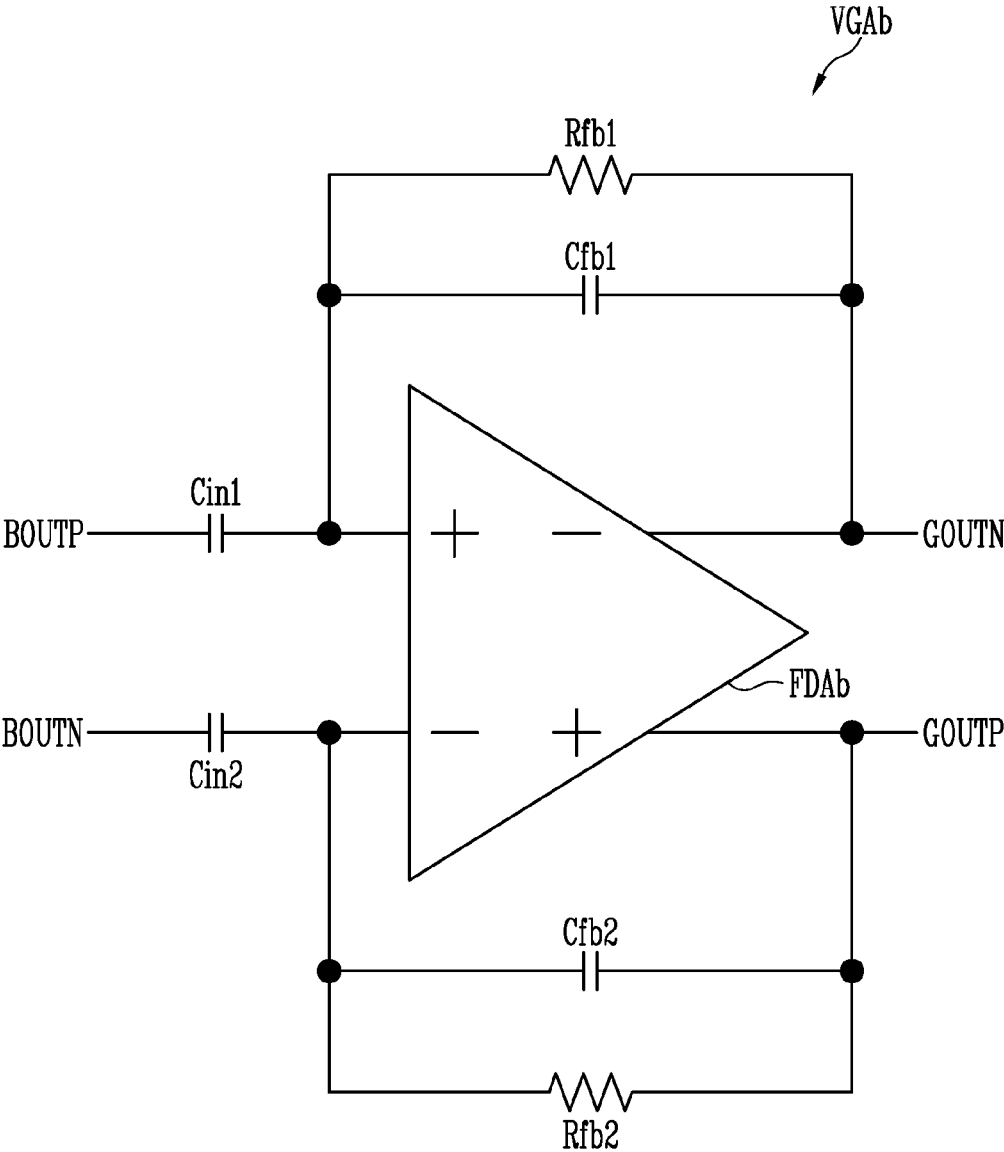 VGAb
Rfb1
Cfb1
Cin1
BOUTP
+
−
GOUTN
FDAb
BOUTN
−
+
GOUTP
Cin2
Cfb2
Rfb2